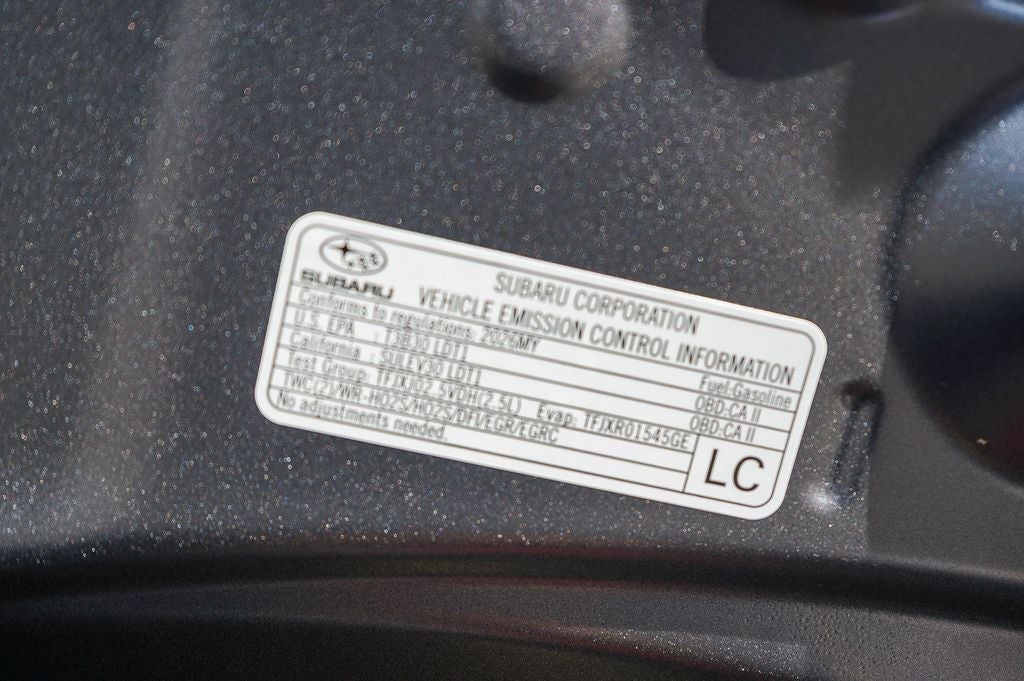 SUBARU
SUBARU CORPORATION
VEHICLE EMISSION CONTROL INFORMATION
Conforms to regulations: 2026MY
Fuel-Gasoline
U.S. EPA : T3B30 LDT1
OBD-CA II
California : SULEV30 LDT1
OBD-CA II
Test Group: TFJXJ02.5VDH(2.5L) Evap: TFJXR01545GE
TWC(2)/WR-HO2S/HO2S/DFI/EGR/EGRC
No adjustments needed.
LC